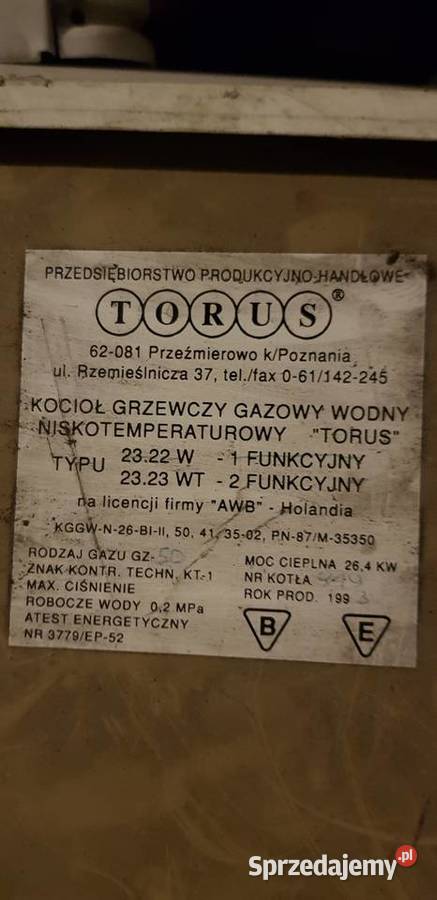 PRZEDSIĘBIORSTWO PRODUKCYJNO-HANDLOWE
TORUS®
62-081 Przeźmierowo k/Poznania
ul. Rzemieślnicza 37, tel./fax 0-61/142-245
KOCIOŁ GRZEWCZY GAZOWY WODNY
NISKOTEMPERATUROWY "TORUS"
TYPU 23.22 W - 1 FUNKCYJNY
23.23 WT - 2 FUNKCYJNY
na licencji firmy "AWB" - Holandia
KGGW-N-26-BI-II, 50, 41, 35-02, PN-87/M-35350
RODZAJ GAZU GZ-50
ZNAK KONTR. TECHN. KT-1
MAX. CIŚNIENIE
ROBOCZE WODY 0,2 MPa
ATEST ENERGETYCZNY
NR 3779/EP-52
MOC CIEPLNA 26,4 KW
NR KOTŁA
ROK PROD. 1993
B E
Sprzedajemy.pl